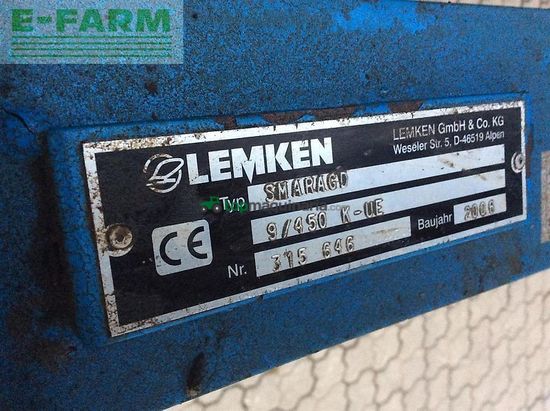 E-FARM
LEMKEN
LEMKEN GmbH & Co. KG
Weseler Str. 5, D-46519 Alpen
Typ SMARAGD
9/450 K-UE
Baujahr 2006
CE
Nr. 315 646